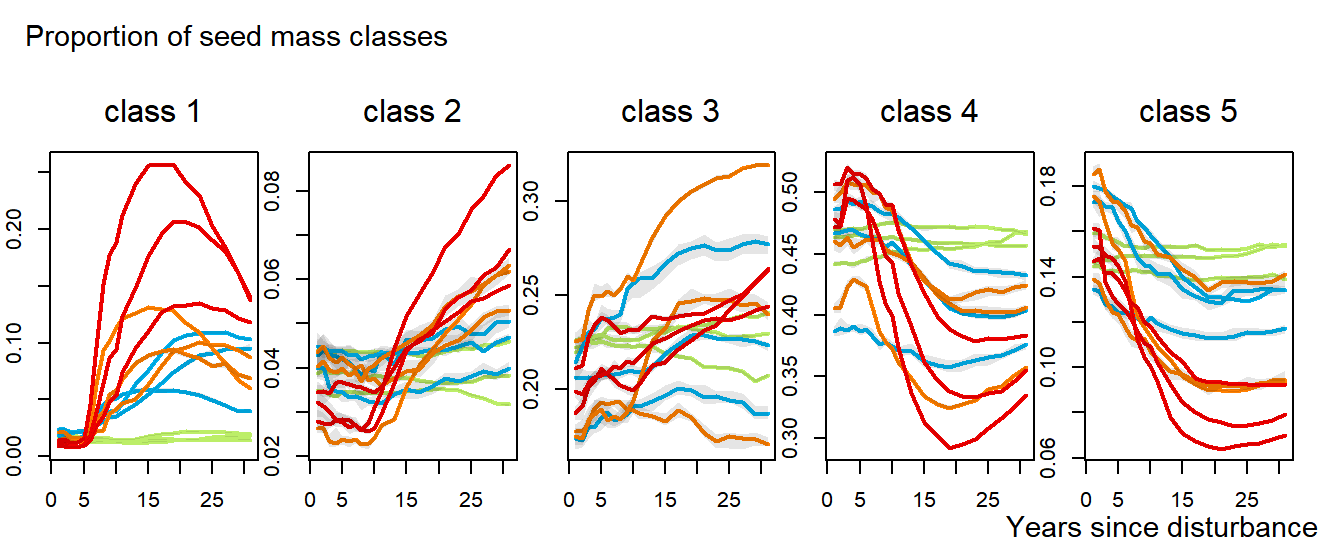 Proportion of seed mass classes
class 1 class 2 class 3 class 4 class 5
0.00 0.10 0.20
0.02 0.04 0.06 0.08
0.20 0.25 0.30
0.30 0.35 0.40 0.45 0.50
0.06 0.10 0.14 0.18
0 5 15 25 0 5 15 25 0 5 15 25 0 5 15 25 0 5 15 25
Years since disturbance